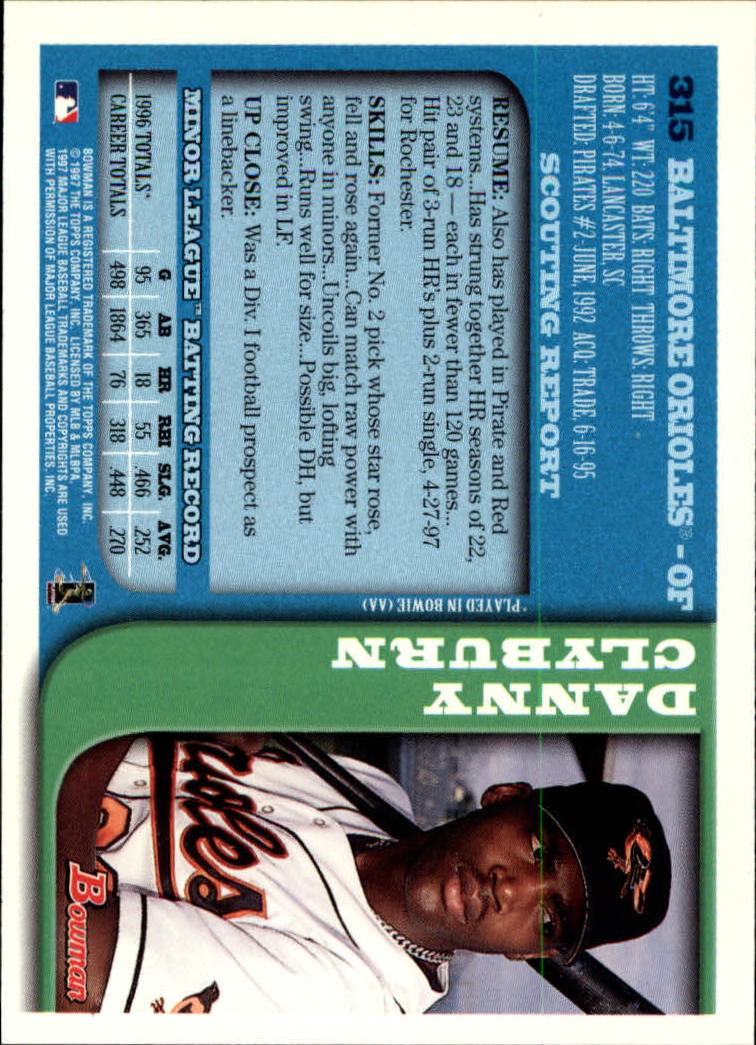 315 BALTIMORE ORIOLES® - OF
HT: 6'4" WT: 220 BATS: RIGHT THROWS: RIGHT
BORN: 4-6-74, LANCASTER, SC
DRAFTED: PIRATES #2-JUNE, 1992 ACQ: TRADE, 6-16-95
SCOUTING REPORT
RESUME: Also has played in Pirate and Red
systems...Has strung together HR seasons of 22,
23 and 18 — each in fewer than 120 games...
Hit pair of 3-run HR's plus 2-run single, 4-27-97
for Rochester.
SKILLS: Former No. 2 pick whose star rose,
fell and rose again...Can match raw power with
anyone in minors...Uncoils big, lofting
swing...Runs well for size...Possible DH, but
improved in LF.
UP CLOSE: Was a Div. I football prospect as
a linebacker.
*PLAYED IN BOWIE (AA)
MINOR LEAGUE™ BATTING RECORD
G AB HR RBI SLG. AVG.
1996 TOTALS* 95 365 18 55 .466 .252
CAREER TOTALS 498 1864 76 318 .448 .270
BOWMAN IS A REGISTERED TRADEMARK OF THE TOPPS COMPANY, INC.
© 1997 THE TOPPS COMPANY, INC. LICENSED BY MLB & MLBPA.
1997 MAJOR LEAGUE BASEBALL TRADEMARKS AND COPYRIGHTS ARE USED
WITH PERMISSION OF MAJOR LEAGUE BASEBALL PROPERTIES, INC.
DANNY
CLYBURN
Orioles
Bowman